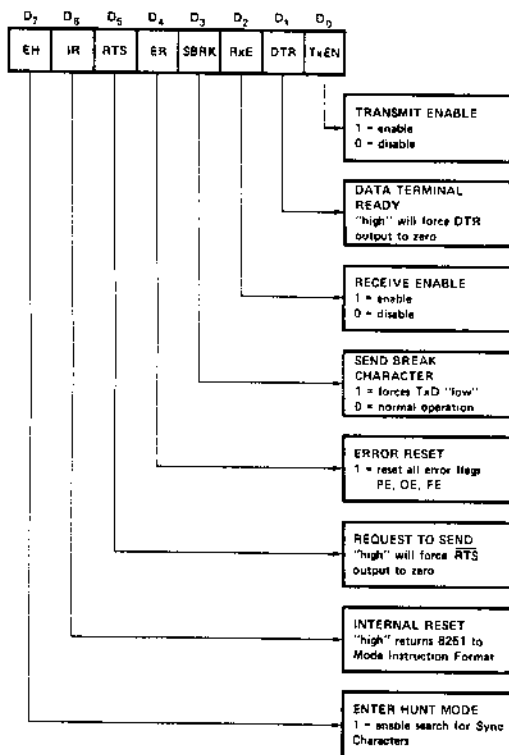 D7 D6 D5 D4 D3 D2 D1 D0
EH IR RTS ER SBRK RxE DTR TxEN
TRANSMIT ENABLE
1 = enable
0 = disable
DATA TERMINAL
READY
"high" will force DTR
output to zero
RECEIVE ENABLE
1 = enable
0 = disable
SEND BREAK
CHARACTER
1 = forces TxD "low"
0 = normal operation
ERROR RESET
1 = reset all error flags
PE, OE, FE
REQUEST TO SEND
"high" will force RTS
output to zero
INTERNAL RESET
"high" returns 8251 to
Mode Instruction Format
ENTER HUNT MODE
1 = enable search for Sync
Characters